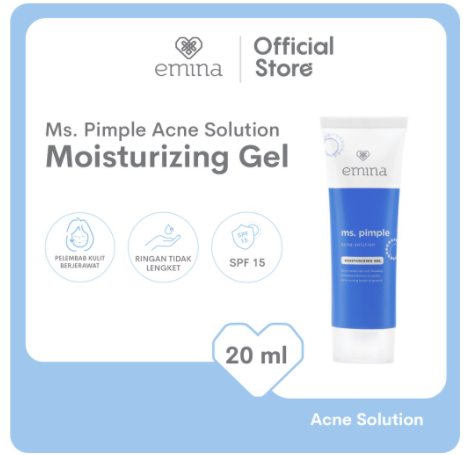 emina
Official
Store
Ms. Pimple Acne Solution
Moisturizing Gel
PELEMBAB KULIT
BERJERAWAT
RINGAN TIDAK
LENGKET
SPF
15
SPF 15
emina
ms. pimple
acne solution
MOISTURIZING GEL
20 ml
Acne Solution